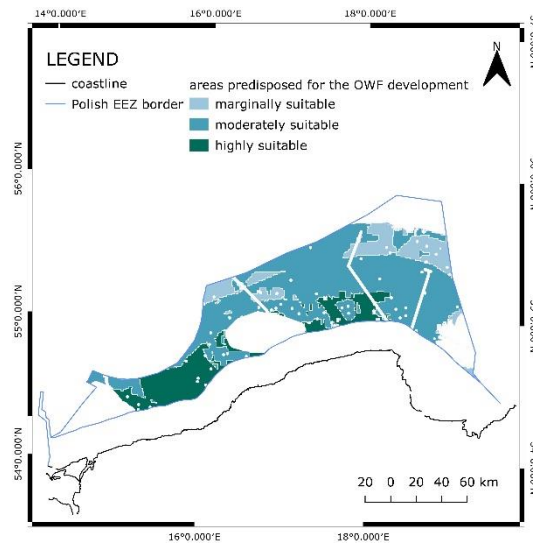 14°0.000'E 16°0.000'E 18°0.000'E
N
LEGEND
coastline
Polish EEZ border
areas predisposed for the OWF development
marginally suitable
moderately suitable
highly suitable
56°0.000'N
55°0.000'N
54°0.000'N
20 0 20 40 60 km
16°0.000'E 18°0.000'E